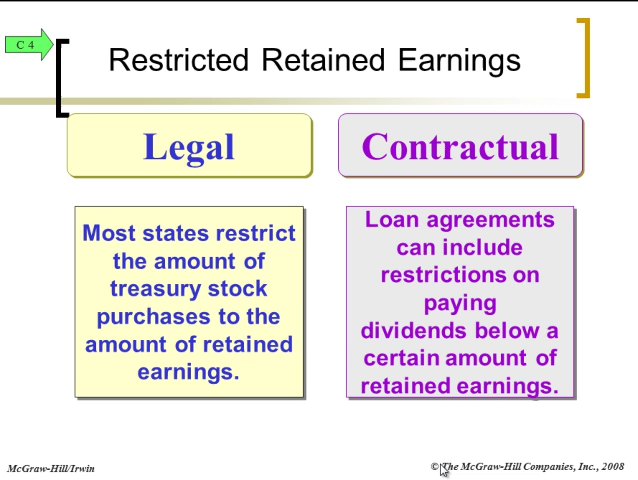 C 4
Restricted Retained Earnings
Legal
Contractual
Most states restrict
the amount of
treasury stock
purchases to the
amount of retained
earnings.
Loan agreements
can include
restrictions on
paying
dividends below a
certain amount of
retained earnings.
McGraw-Hill/Irwin
© The McGraw-Hill Companies, Inc., 2008